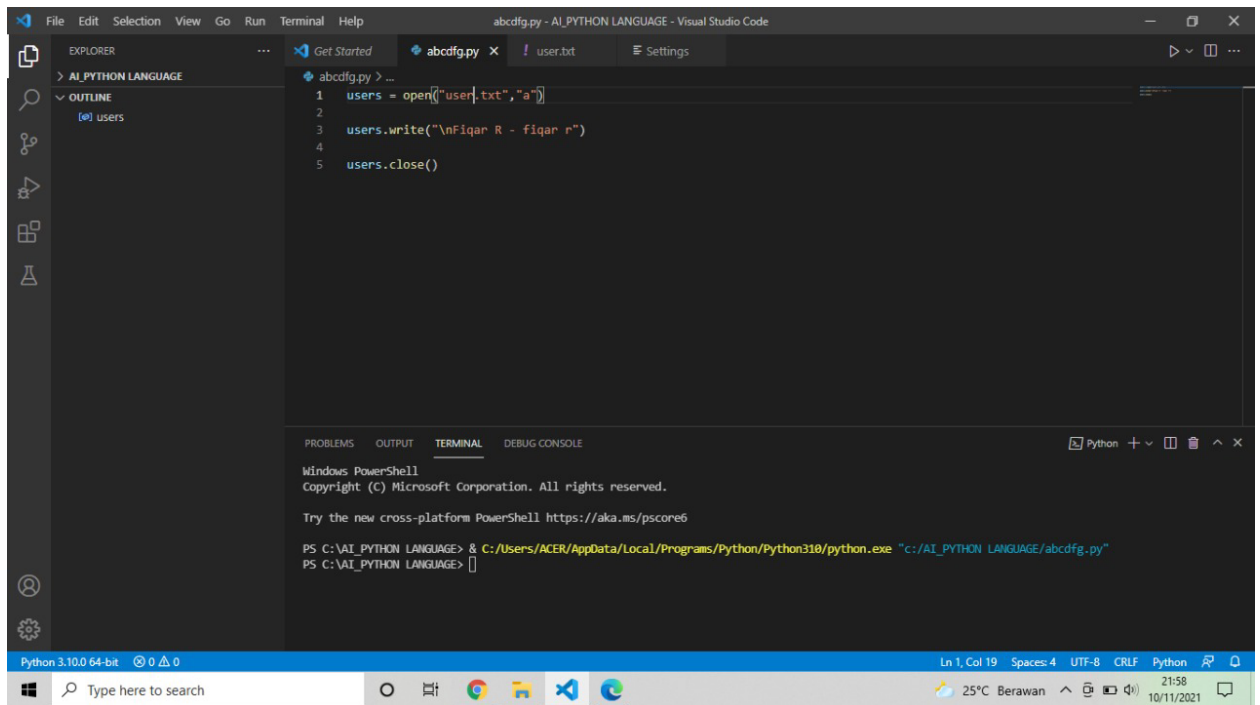 File Edit Selection View Go Run Terminal Help abcdfg.py - AI_PYTHON LANGUAGE - Visual Studio Code
EXPLORER ... Get Started abcdfg.py × ! user.txt Settings
AI_PYTHON LANGUAGE
OUTLINE
users
abcdfg.py > ...
1 users = open("user.txt","a")
2
3 users.write("\nFiqar R - fiqar r")
4
5 users.close()
PROBLEMS OUTPUT TERMINAL DEBUG CONSOLE Python
Windows PowerShell
Copyright (C) Microsoft Corporation. All rights reserved.
Try the new cross-platform PowerShell https://aka.ms/pscore6
PS C:\AI_PYTHON LANGUAGE> & C:/Users/ACER/AppData/Local/Programs/Python/Python310/python.exe "c:/AI_PYTHON LANGUAGE/abcdfg.py"
PS C:\AI_PYTHON LANGUAGE>
Python 3.10.0 64-bit 0 0 Ln 1, Col 19 Spaces: 4 UTF-8 CRLF Python
Type here to search 25°C Berawan 21:58
10/11/2021